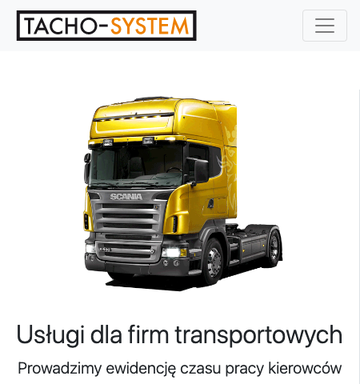 TACHO-SYSTEM
SCANIA
Usługi dla firm transportowych
Prowadzimy ewidencję czasu pracy kierowców